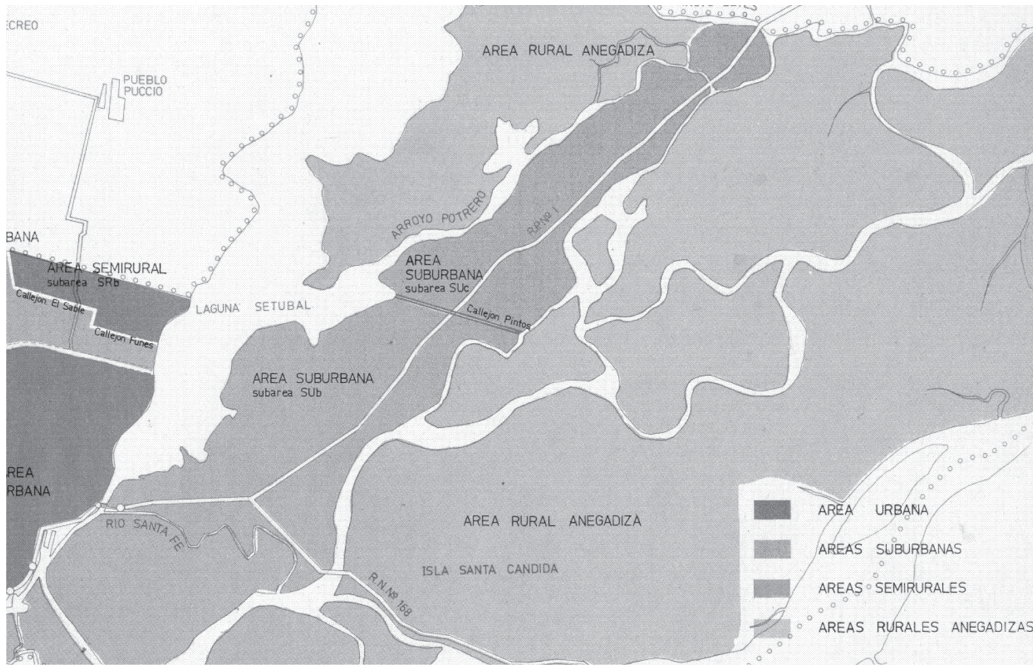 ECREO
PUEBLO
PUCCIO
AREA RURAL ANEGADIZA
ARROYO POTRERO
R.P.Nº 1
BANA
AREA SEMIRURAL
subarea SRb
Callejon El Sable
Callejon Funes
LAGUNA SETUBAL
AREA
SUBURBANA
subarea SUc
Callejon Pintos
AREA SUBURBANA
subarea SUb
AREA
RBANA
RIO SANTA FE
AREA RURAL ANEGADIZA
ISLA SANTA CANDIDA
R.N.Nº 168
AREA URBANA
AREAS SUBURBANAS
AREAS SEMIRURALES
AREAS RURALES ANEGADIZAS